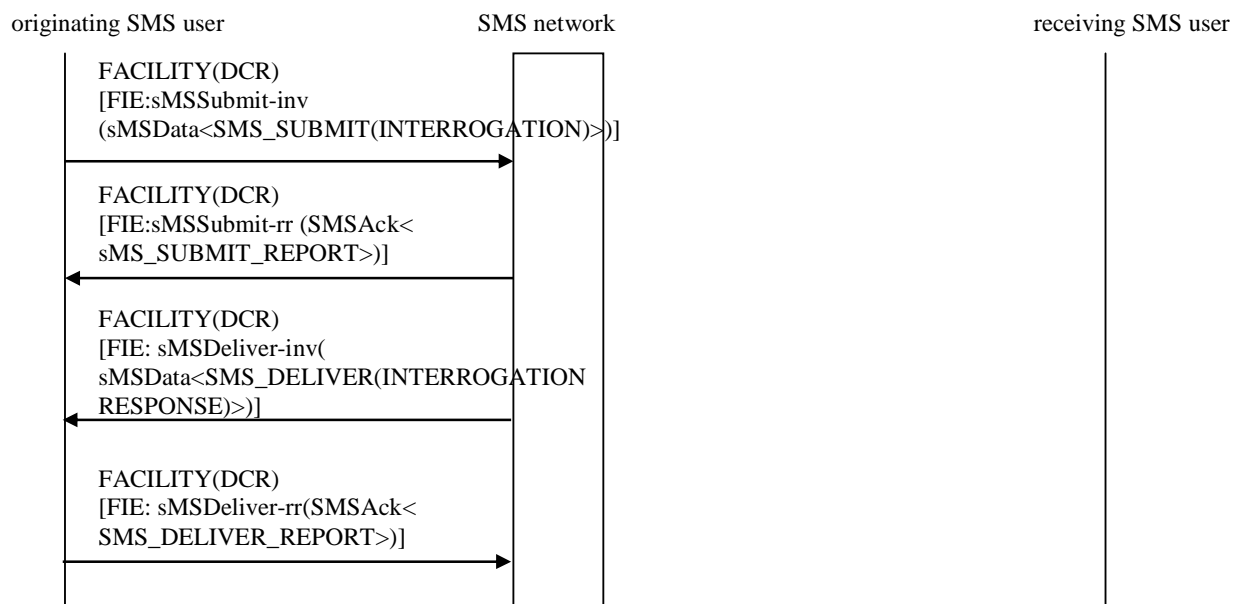 originating SMS user
SMS network
receiving SMS user
FACILITY(DCR)
[FIE:sMSSubmit-inv
(sMSData<SMS_SUBMIT(INTERROGATION)>)]
FACILITY(DCR)
[FIE:sMSSubmit-rr (SMSAck<
sMS_SUBMIT_REPORT>)]
FACILITY(DCR)
[FIE: sMSDeliver-inv(
sMSData<SMS_DELIVER(INTERROGATION
RESPONSE)>)]
FACILITY(DCR)
[FIE: sMSDeliver-rr(SMSAck<
SMS_DELIVER_REPORT>)]